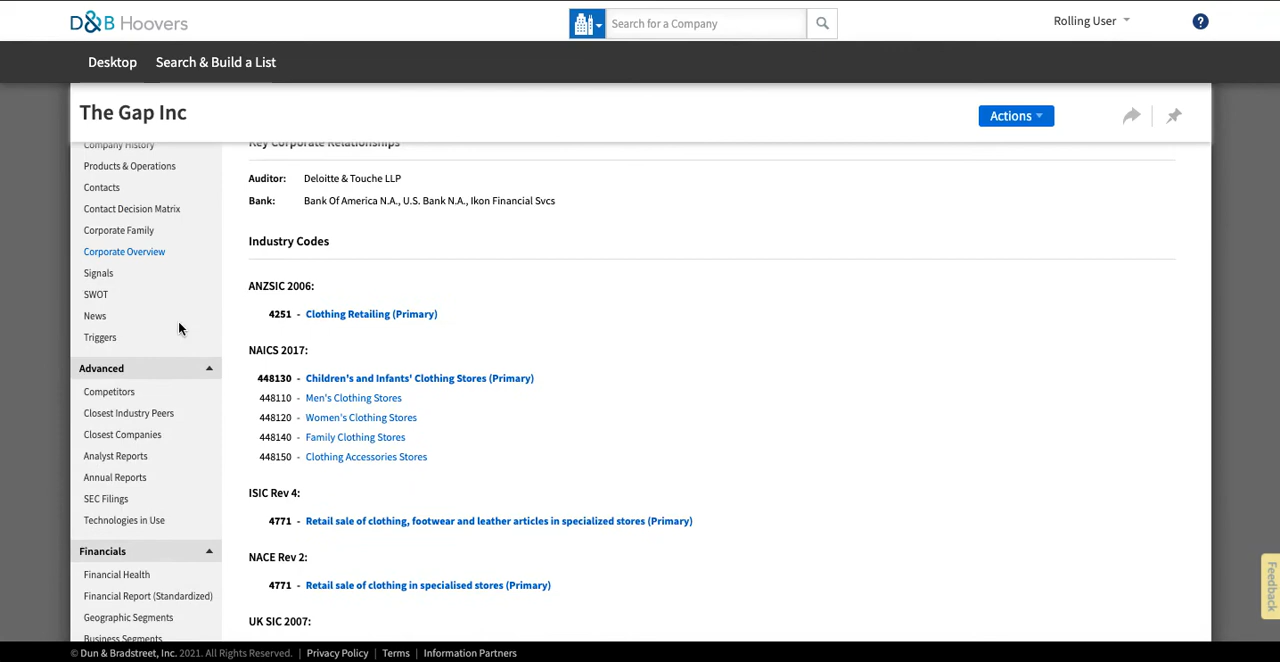 D&B Hoovers
Search for a Company
Rolling User
?
Desktop
Search & Build a List
The Gap Inc
Actions
Company History
Products & Operations
Contacts
Contact Decision Matrix
Corporate Family
Corporate Overview
Signals
SWOT
News
Triggers
Advanced
Competitors
Closest Industry Peers
Closest Companies
Analyst Reports
Annual Reports
SEC Filings
Technologies in Use
Financials
Financial Health
Financial Report (Standardized)
Geographic Segments
Business Segments
Key Corporate Relationships
Auditor: Deloitte & Touche LLP
Bank: Bank Of America N.A., U.S. Bank N.A., Ikon Financial Svcs
Industry Codes
ANZSIC 2006:
4251 - Clothing Retailing (Primary)
NAICS 2017:
448130 - Children's and Infants' Clothing Stores (Primary)
448110 - Men's Clothing Stores
448120 - Women's Clothing Stores
448140 - Family Clothing Stores
448150 - Clothing Accessories Stores
ISIC Rev 4:
4771 - Retail sale of clothing, footwear and leather articles in specialized stores (Primary)
NACE Rev 2:
4771 - Retail sale of clothing in specialised stores (Primary)
UK SIC 2007:
Feedback
© Dun & Bradstreet, Inc. 2021. All Rights Reserved. | Privacy Policy | Terms | Information Partners